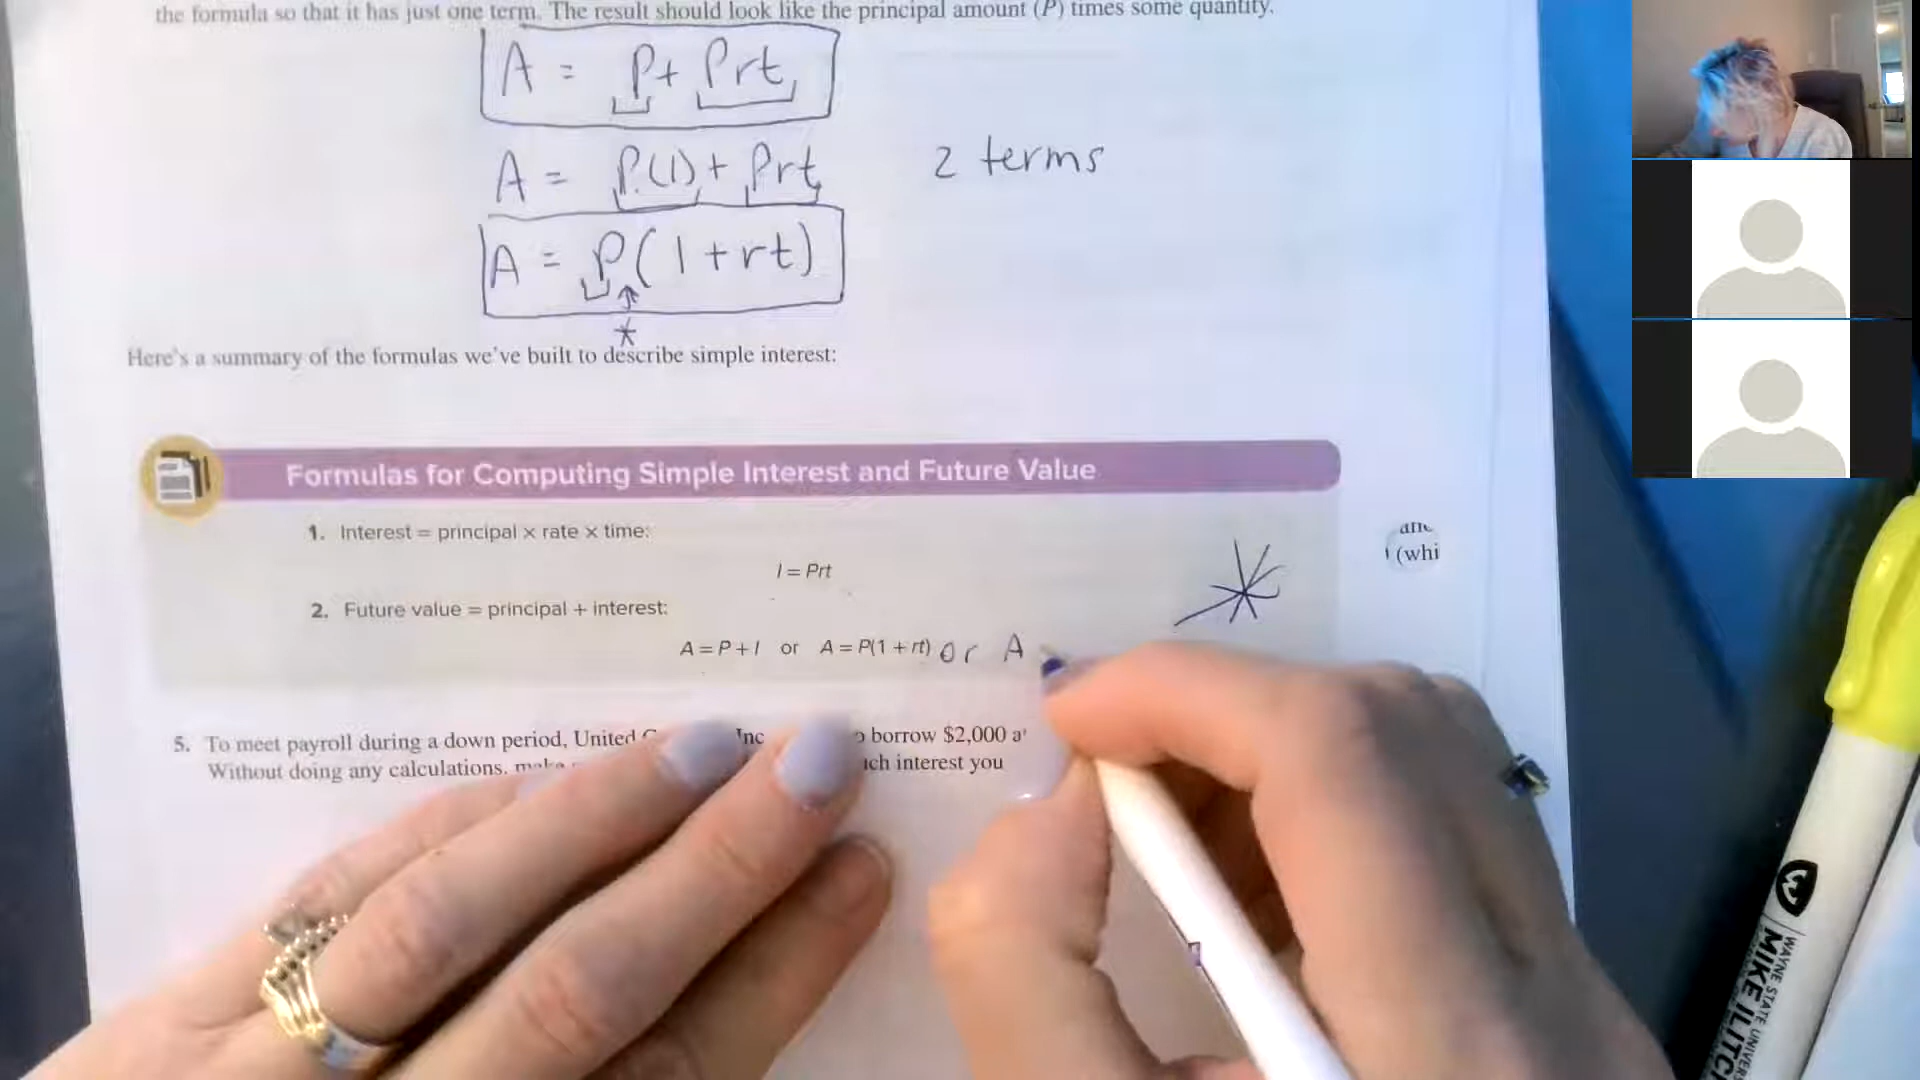 the formula so that it has just one term. The result should look like the principal amount (P) times some quantity.
A = P + Prt
A = P(1) + Prt 2 terms
A = P(1+rt)
*
Here's a summary of the formulas we've built to describe simple interest:
Formulas for Computing Simple Interest and Future Value
1. Interest = principal × rate × time:
I = Prt
2. Future value = principal + interest:
A = P + I or A = P(1 + rt) or A
(whi
5. To meet payroll during a down period, United Inc borrow $2,000
Without doing any calculations, interest you
WAYNE STATE
MIKE